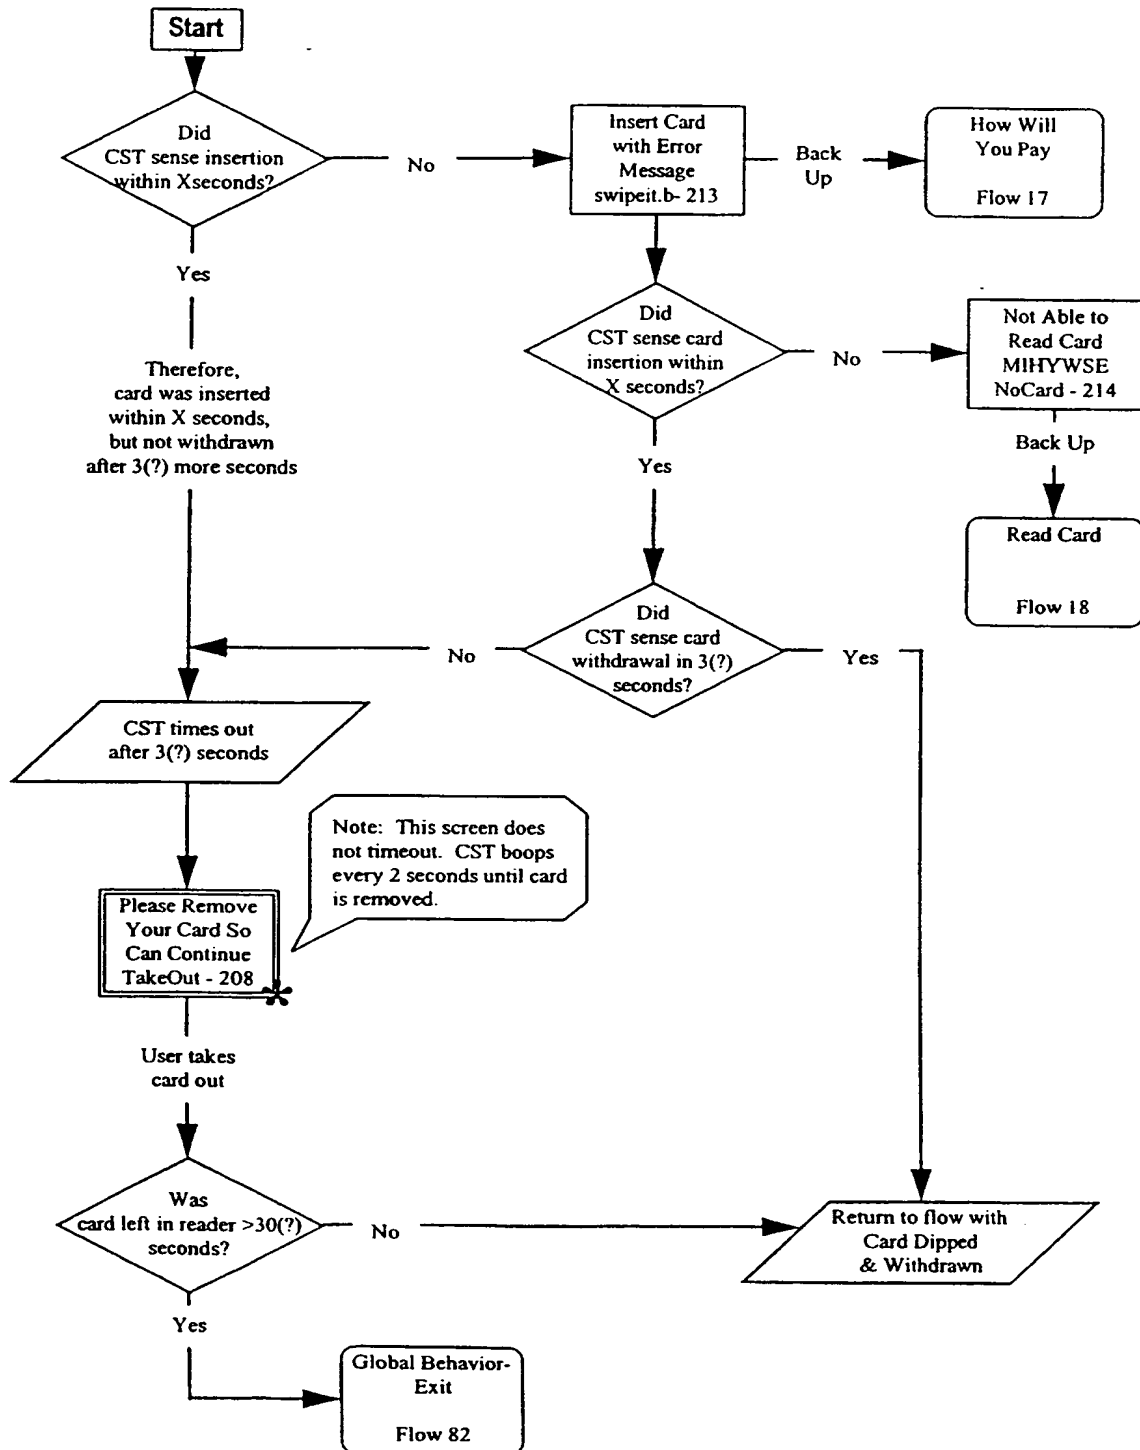 Start
Did
CST sense insertion
within Xseconds?
No
Insert Card
with Error
Message
swipeit.b- 213
Back
Up
How Will
You Pay
Flow 17
Yes
Therefore,
card was inserted
within X seconds,
but not withdrawn
after 3(?) more seconds
Did
CST sense card
insertion within
X seconds?
No
Not Able to
Read Card
MIHYWSE
NoCard - 214
Back Up
Read Card
Flow 18
Yes
Did
CST sense card
withdrawal in 3(?)
seconds?
No
Yes
CST times out
after 3(?) seconds
Note: This screen does
not timeout. CST boops
every 2 seconds until card
is removed.
Please Remove
Your Card So
Can Continue
TakeOut - 208
User takes
card out
Was
card left in reader >30(?)
seconds?
No
Return to flow with
Card Dipped
& Withdrawn
Yes
Global Behavior-
Exit
Flow 82